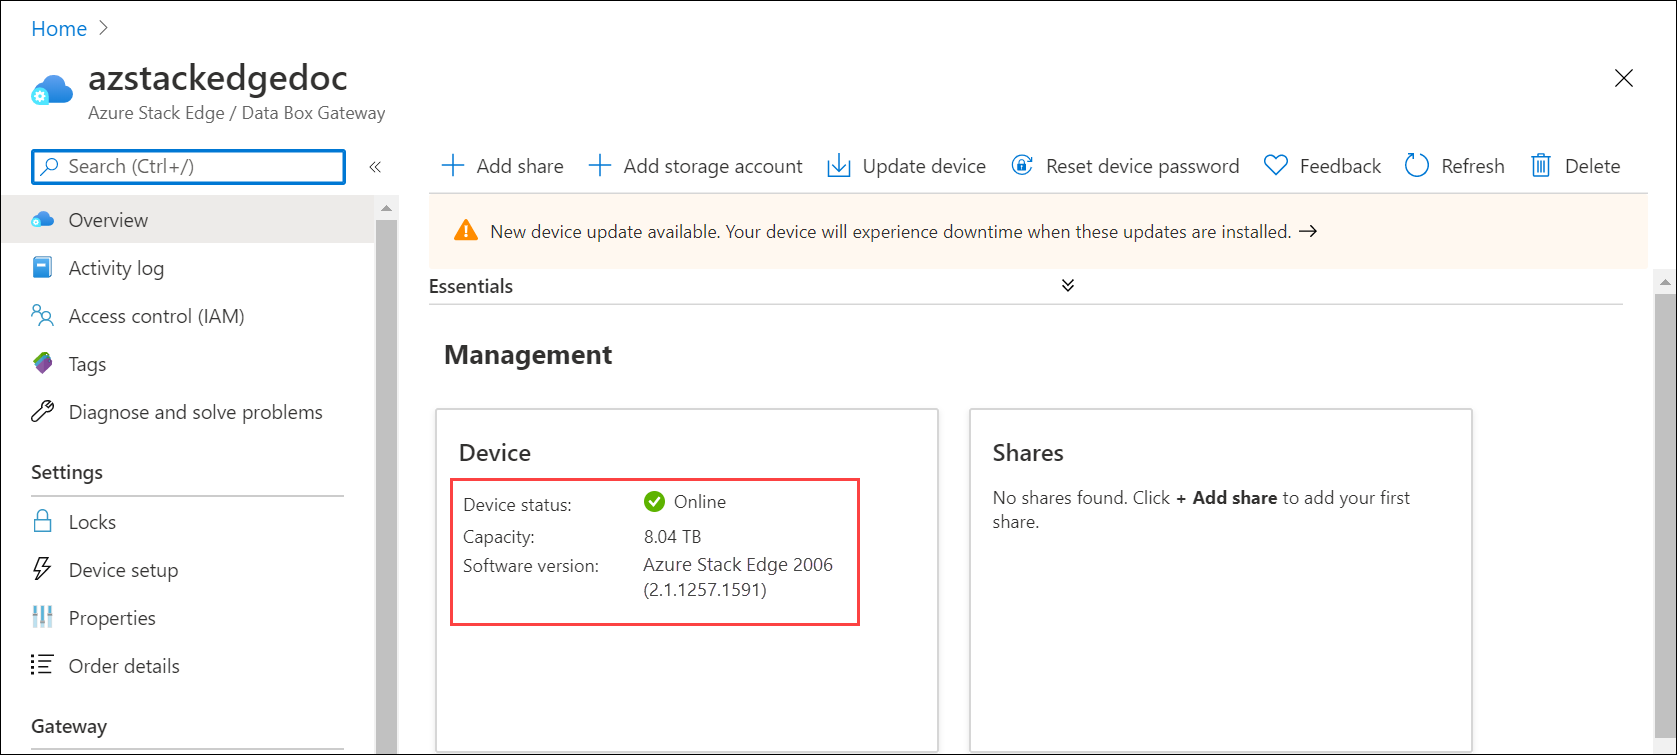 Home
azstackedgedoc
Azure Stack Edge / Data Box Gateway
Search (Ctrl+/)
Add share
Add storage account
Update device
Reset device password
Feedback
Refresh
Delete
Overview
Activity log
Access control (IAM)
Tags
Diagnose and solve problems
Settings
Locks
Device setup
Properties
Order details
Gateway
New device update available. Your device will experience downtime when these updates are installed. →
Essentials
Management
Device
Device status: Online
Capacity: 8.04 TB
Software version: Azure Stack Edge 2006
(2.1.1257.1591)
Shares
No shares found. Click + Add share to add your first
share.